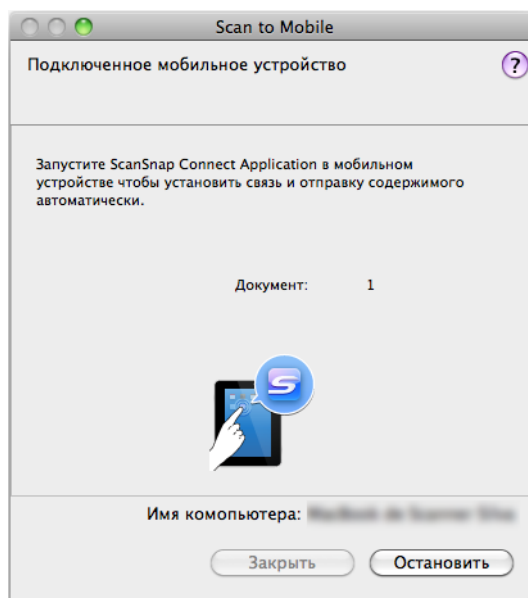 Scan to Mobile
Подключенное мобильное устройство
?
Запустите ScanSnap Connect Application в мобильном
устройстве чтобы установить связь и отправку содержимого
автоматически.
Документ: 1
S
Имя компьютера:
Закрыть Остановить